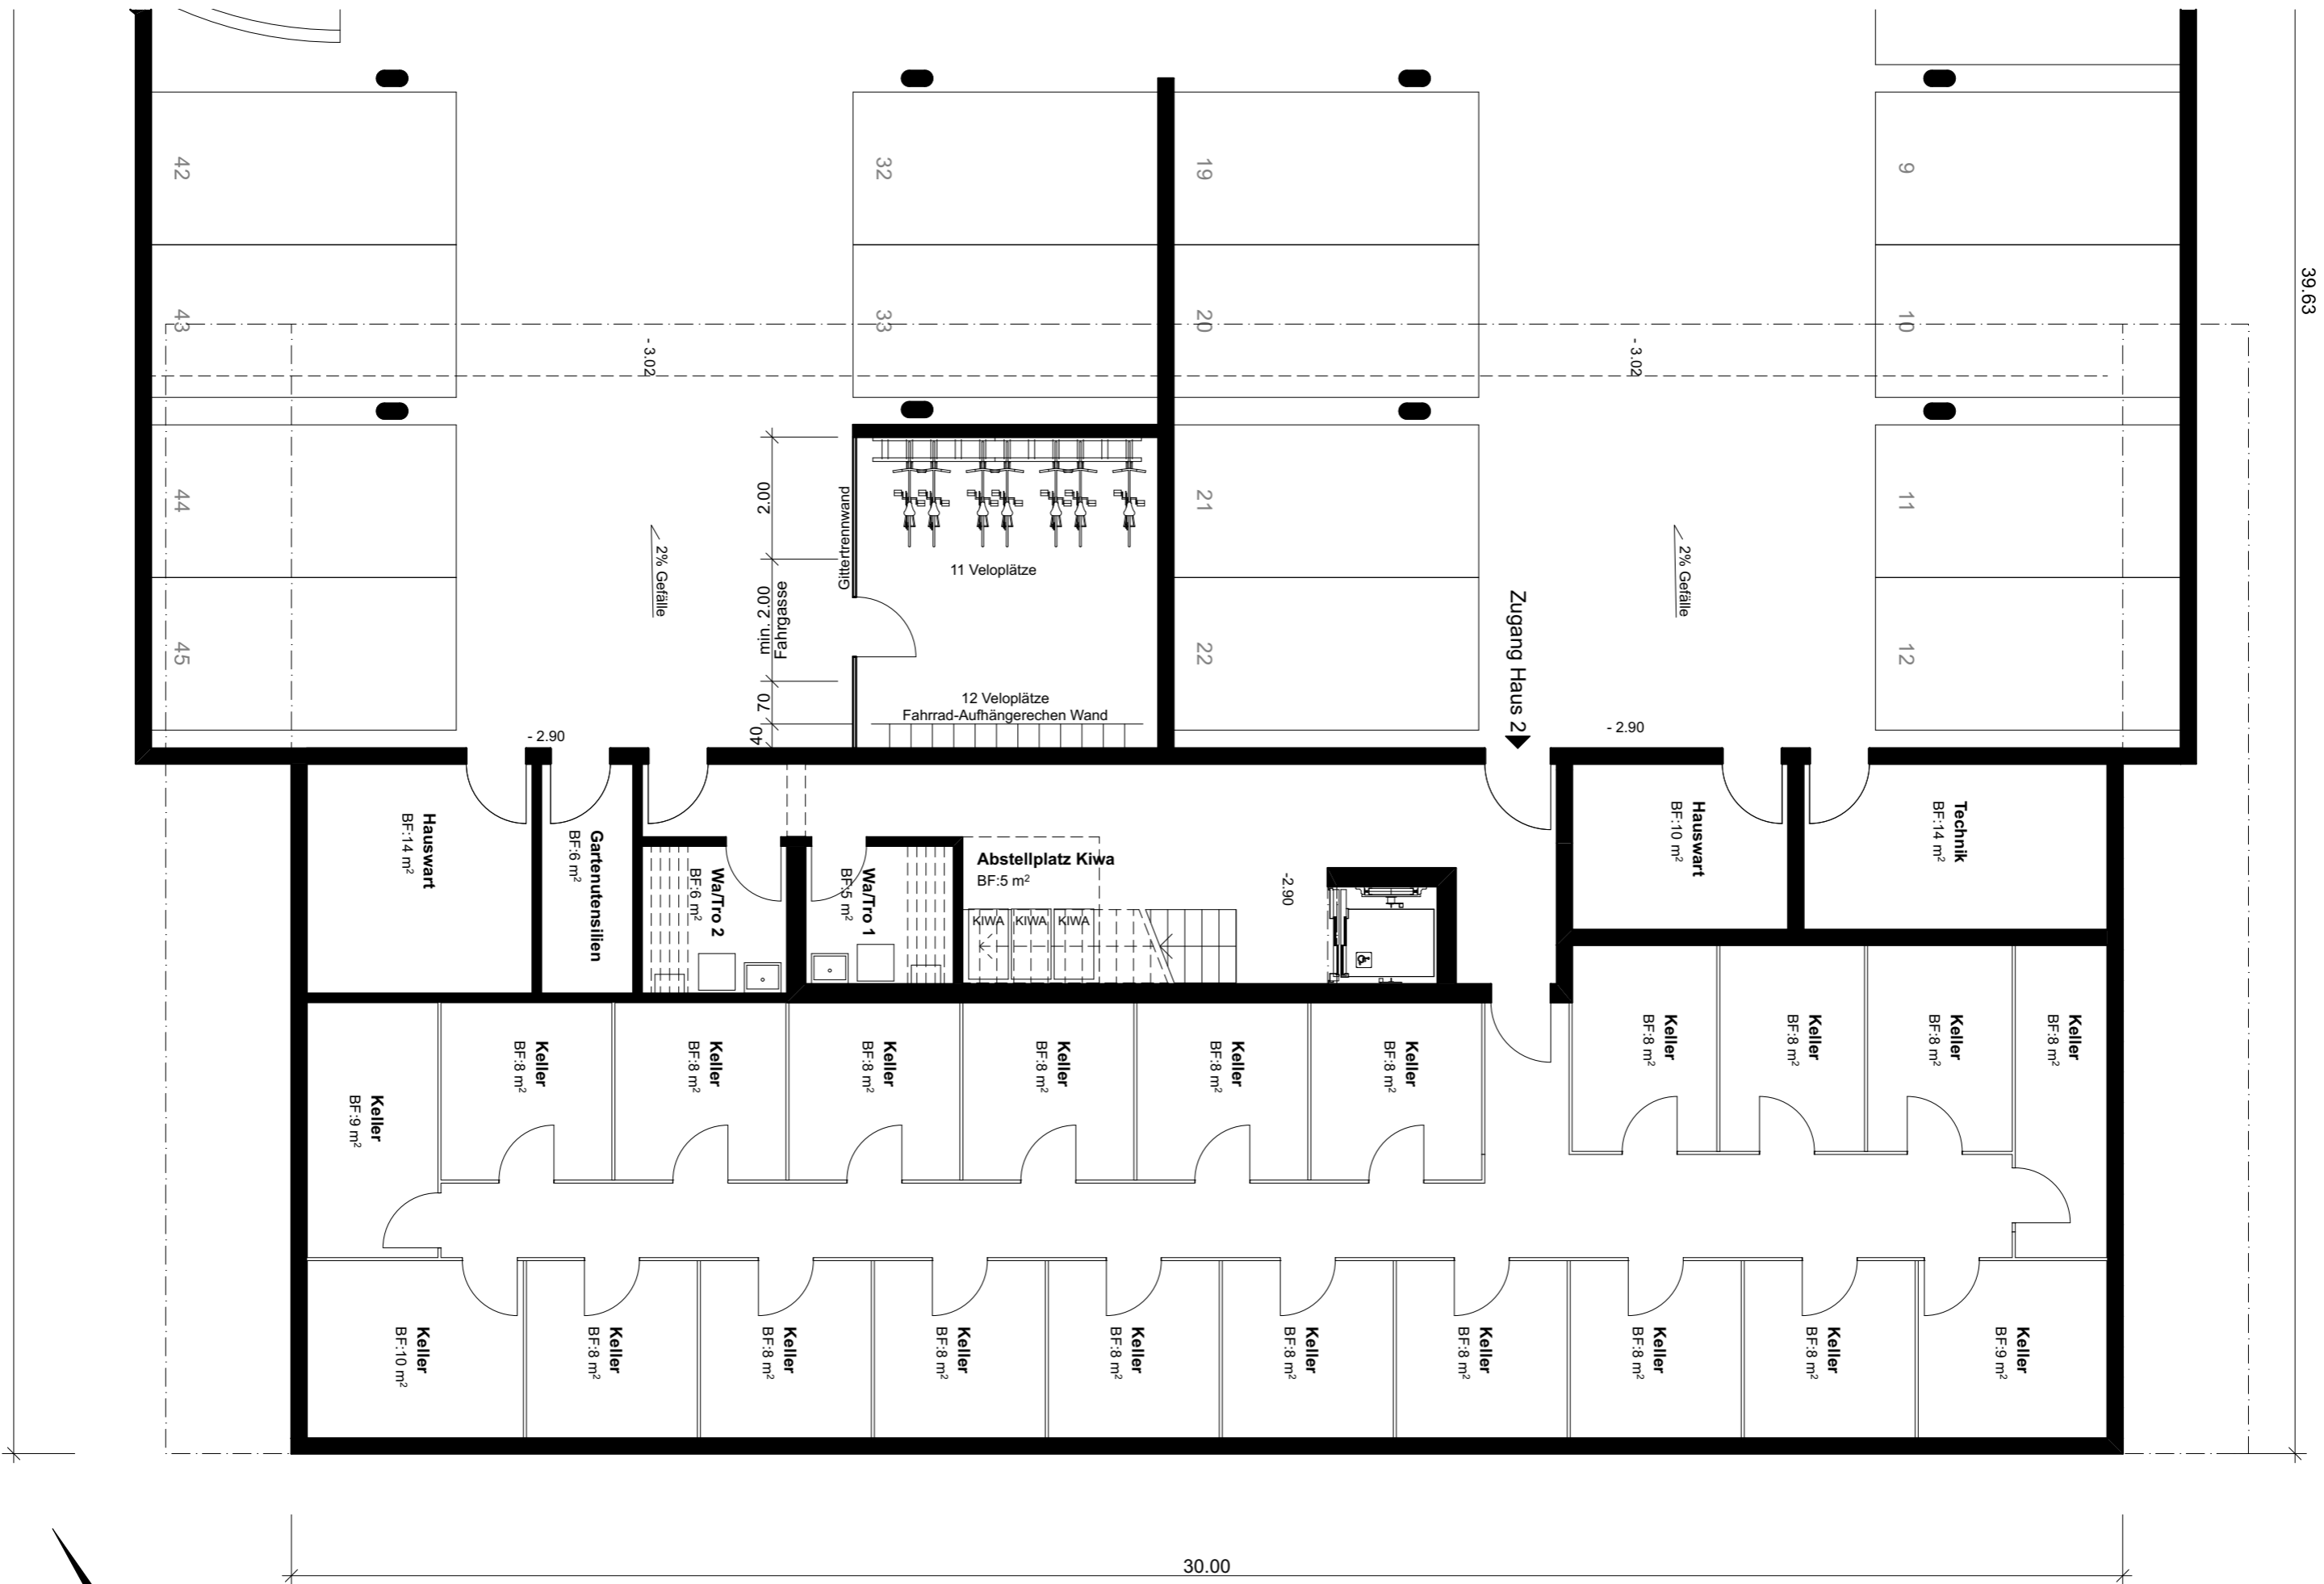 39.63
42
32
19
9
43
33
20
10
- 3.02
- 3.02
44
21
11
2.00
Gittertrennwand
11 Veloplätze
2% Gefälle
2% Gefälle
Fahrgasse
min. 2.00
Zugang Haus 2
45
22
12
70
40
12 Veloplätze
Fahrrad-Aufhängerechen Wand
- 2.90
- 2.90
Hauswart
BF:14 m²
Gartenutensilien
BF:6 m²
Wa/Tro 2
BF:6 m²
Wa/Tro 1
BF:5 m²
Abstellplatz Kiwa
BF:5 m²
KIWA
KIWA
KIWA
-2.90
Hauswart
BF:10 m²
Technik
BF:14 m²
Keller
BF:9 m²
Keller
BF:8 m²
Keller
BF:8 m²
Keller
BF:8 m²
Keller
BF:8 m²
Keller
BF:8 m²
Keller
BF:8 m²
Keller
BF:8 m²
Keller
BF:8 m²
Keller
BF:8 m²
Keller
BF:8 m²
Keller
BF:10 m²
Keller
BF:8 m²
Keller
BF:8 m²
Keller
BF:8 m²
Keller
BF:8 m²
Keller
BF:8 m²
Keller
BF:8 m²
Keller
BF:8 m²
Keller
BF:8 m²
Keller
BF:9 m²
30.00